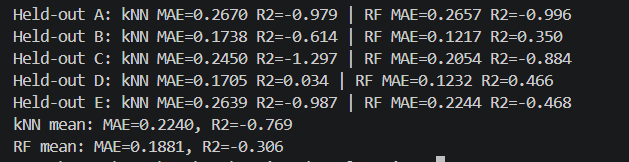 Held-out A: kNN MAE=0.2670 R2=-0.979 | RF MAE=0.2657 R2=-0.996
Held-out B: kNN MAE=0.1738 R2=-0.614 | RF MAE=0.1217 R2=0.350
Held-out C: kNN MAE=0.2450 R2=-1.297 | RF MAE=0.2054 R2=-0.884
Held-out D: kNN MAE=0.1705 R2=0.034 | RF MAE=0.1232 R2=0.466
Held-out E: kNN MAE=0.2639 R2=-0.987 | RF MAE=0.2244 R2=-0.468
kNN mean: MAE=0.2240, R2=-0.769
RF mean: MAE=0.1881, R2=-0.306